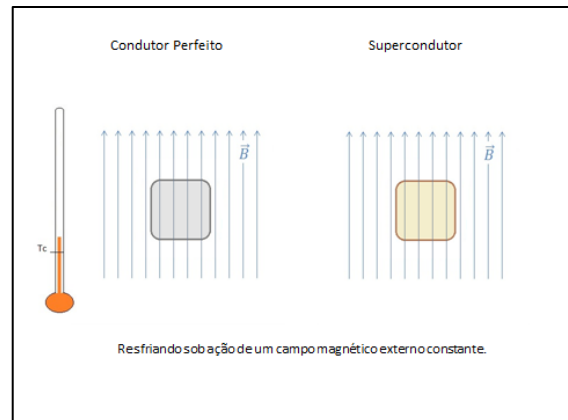 Condutor Perfeito
Supercondutor
B
B
Tc
Resfriando sob ação de um campo magnético externo constante.